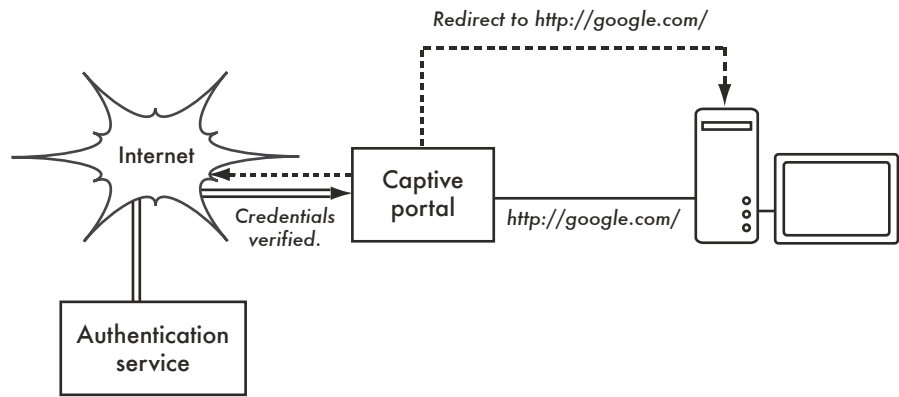 Redirect to http://google.com/
Internet
Captive
portal
Credentials
verified.
http://google.com/
Authentication
service